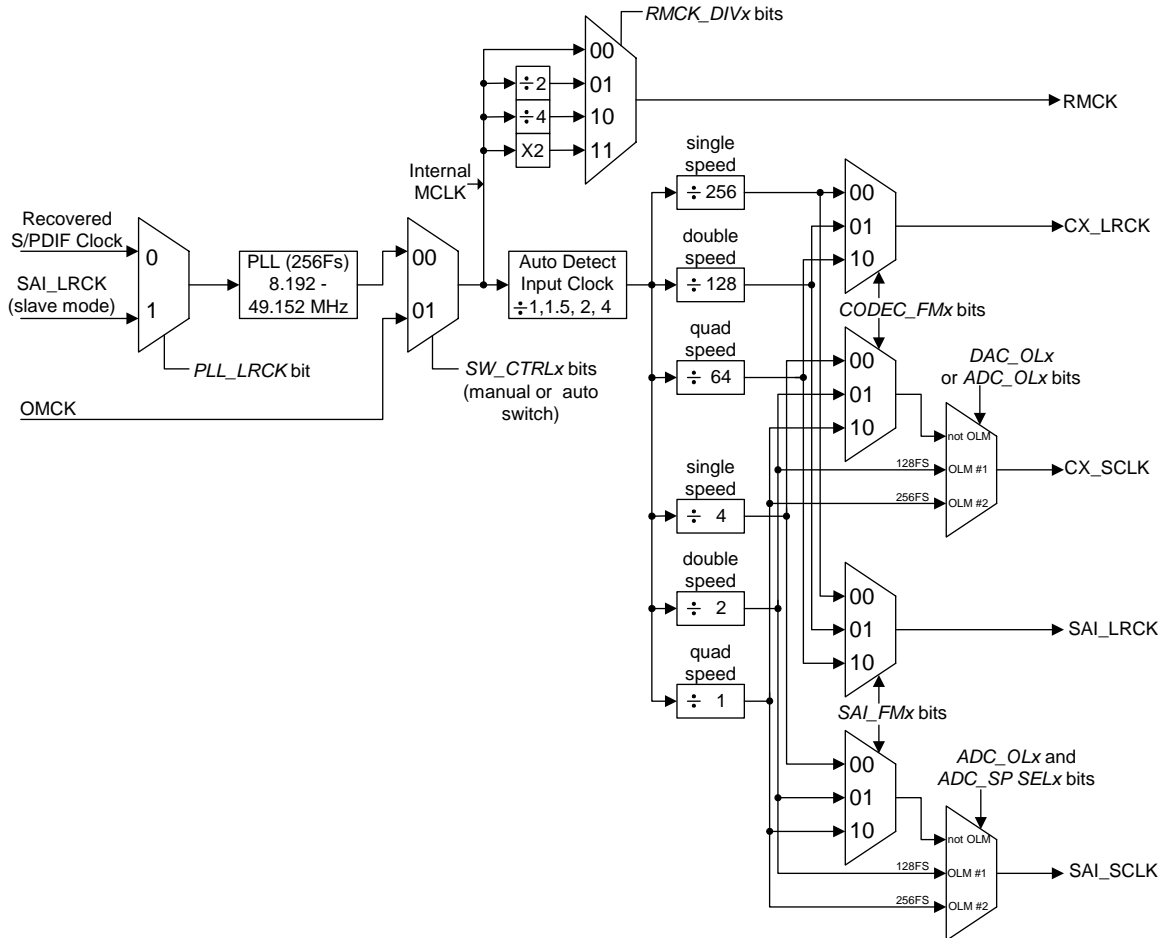 RMCK_DIVx bits
00
÷2
01
÷4
10
X2
11
RMCK
Internal
MCLK
single
speed
÷ 256
00
01
10
CX_LRCK
Recovered
S/PDIF Clock
0
SAI_LRCK
(slave mode)
1
PLL (256Fs)
8.192 -
49.152 MHz
00
01
Auto Detect
Input Clock
÷1,1.5, 2, 4
double
speed
÷ 128
PLL_LRCK bit
OMCK
SW_CTRLx bits
(manual or auto
switch)
quad
speed
÷ 64
CODEC_FMx bits
00
01
10
DAC_OLx
or ADC_OLx bits
not OLM
128FS
OLM #1
256FS
OLM #2
CX_SCLK
single
speed
÷ 4
double
speed
÷ 2
quad
speed
÷ 1
00
01
10
SAI_LRCK
SAI_FMx bits
00
01
10
ADC_OLx and
ADC_SP SELx bits
not OLM
128FS
OLM #1
256FS
OLM #2
SAI_SCLK